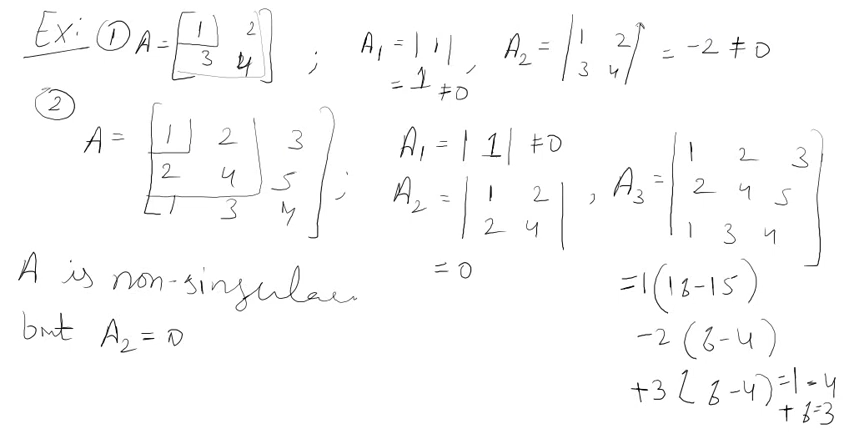 Ex: ① A = [1 2; 3 4] ; A₁ = |1| = 1 ≠ 0, A₂ = |1 2; 3 4| = -2 ≠ 0
② A = [1 2 3; 2 4 5; 1 3 4] ; A₁ = |1| ≠ 0
A₂ = |1 2; 2 4| = 0, A₃ = |1 2 3; 2 4 5; 1 3 4|
= 1(16-15)
-2(8-4)
+3(6-4) = 1-4
+6=3
A is non-singular
but A₂ = 0